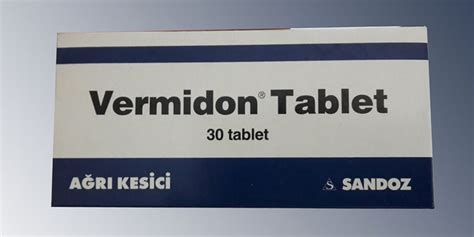 Vermidon® Tablet
30 tablet
AĞRI KESİCİ
SANDOZ